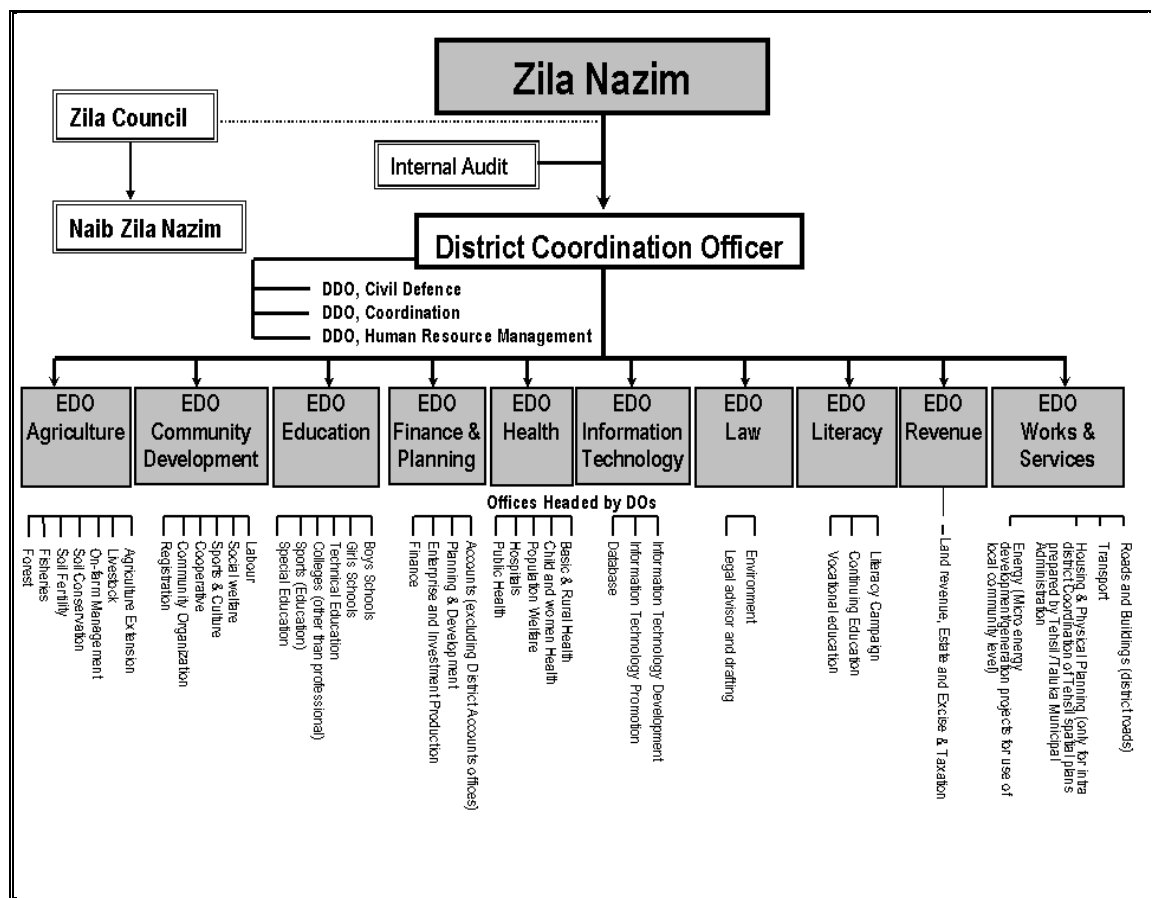 Zila Nazim
Zila Council
Internal Audit
Naib Zila Nazim
District Coordination Officer
DDO, Civil Defence
DDO, Coordination
DDO, Human Resource Management
EDO
Agriculture
EDO
Community
Development
EDO
Education
EDO
Finance &
Planning
EDO
Health
EDO
Information
Technology
EDO
Law
EDO
Literacy
EDO
Revenue
EDO
Works &
Services
Offices Headed by DOs
Forest
Fisheries
Soil Fertility
Soil Conservation
On-farm Management
Livestock
Agriculture Extension
Registration
Community Organization
Cooperative
Sports & Culture
Social welfare
Labour
Special Education
Sports (Education)
Colleges (other than professional)
Technical Education
Girls Schools
Boys Schools
Finance
Enterprise and Investment Production
Planning & Development
Accounts (excluding District Accounts offices)
Public Health
Hospitals
Population Welfare
Child and women Health
Basic & Rural Health
Database
Information Technology Promotion
Information Technology Development
Legal advisor and drafting
Environment
Vocational education
Continuing Education
Literacy Campaign
Land revenue, Estate and Excise & Taxation
Energy (Micro energy
development/generation projects for use of
local community level)
Housing & Physical Planning (only for intra
district Coordination of Tehsil spatial plans
prepared by Tehsil /Taluka Municipal
Administration
Transport
Roads and Buildings (district roads)